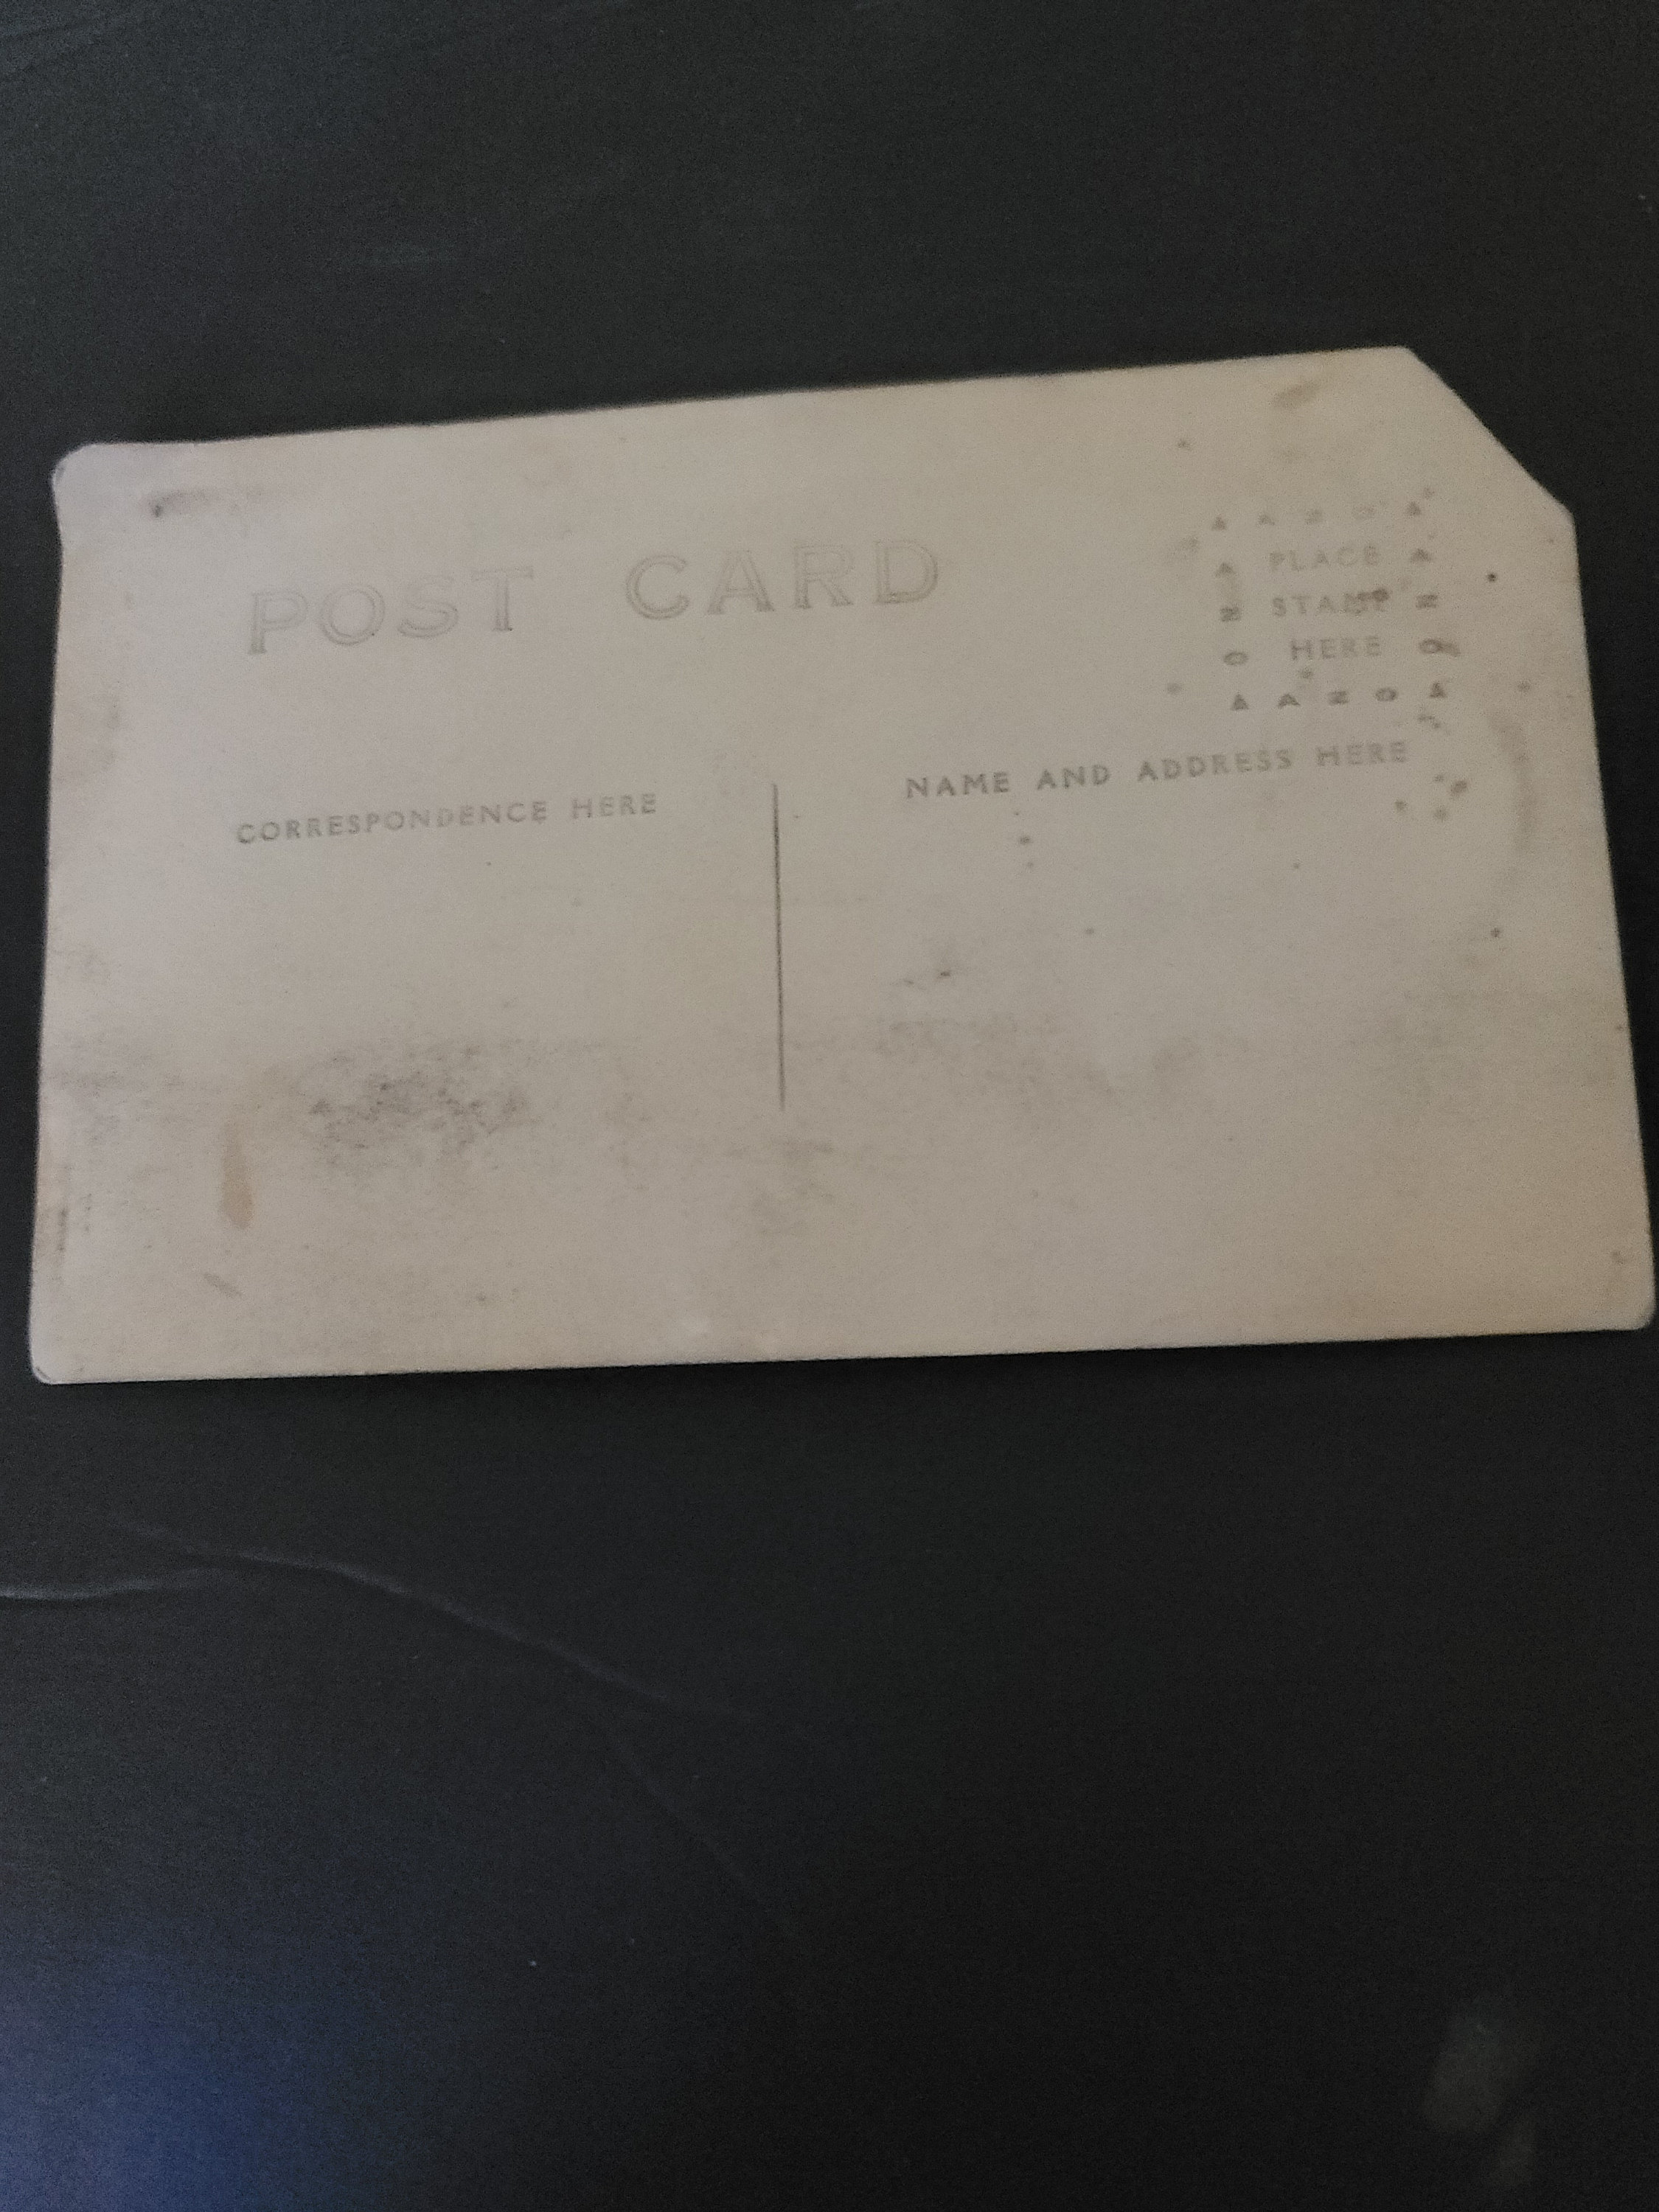 POST CARD
A A Z O A
A PLACE A
Z STAMP Z
O HERE O
A A Z O A
CORRESPONDENCE HERE
NAME AND ADDRESS HERE